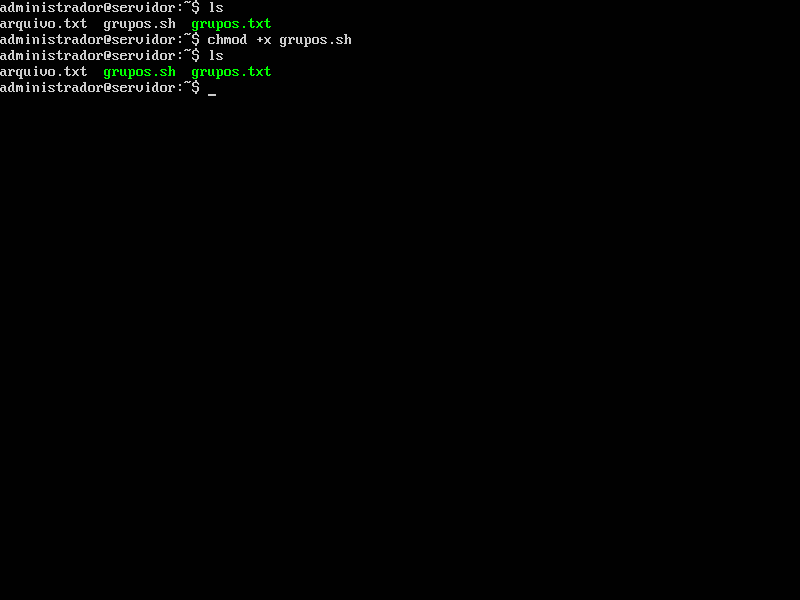 administrador@servidor:~$ ls
arquivo.txt  grupos.sh  grupos.txt
administrador@servidor:~$ chmod +x grupos.sh
administrador@servidor:~$ ls
arquivo.txt  grupos.sh  grupos.txt
administrador@servidor:~$ _